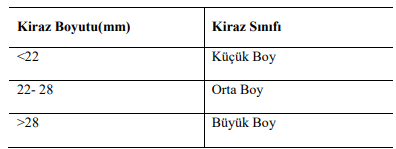 Kiraz Boyutu(mm) Kiraz Sınıfı
<22 Küçük Boy
22- 28 Orta Boy
>28 Büyük Boy